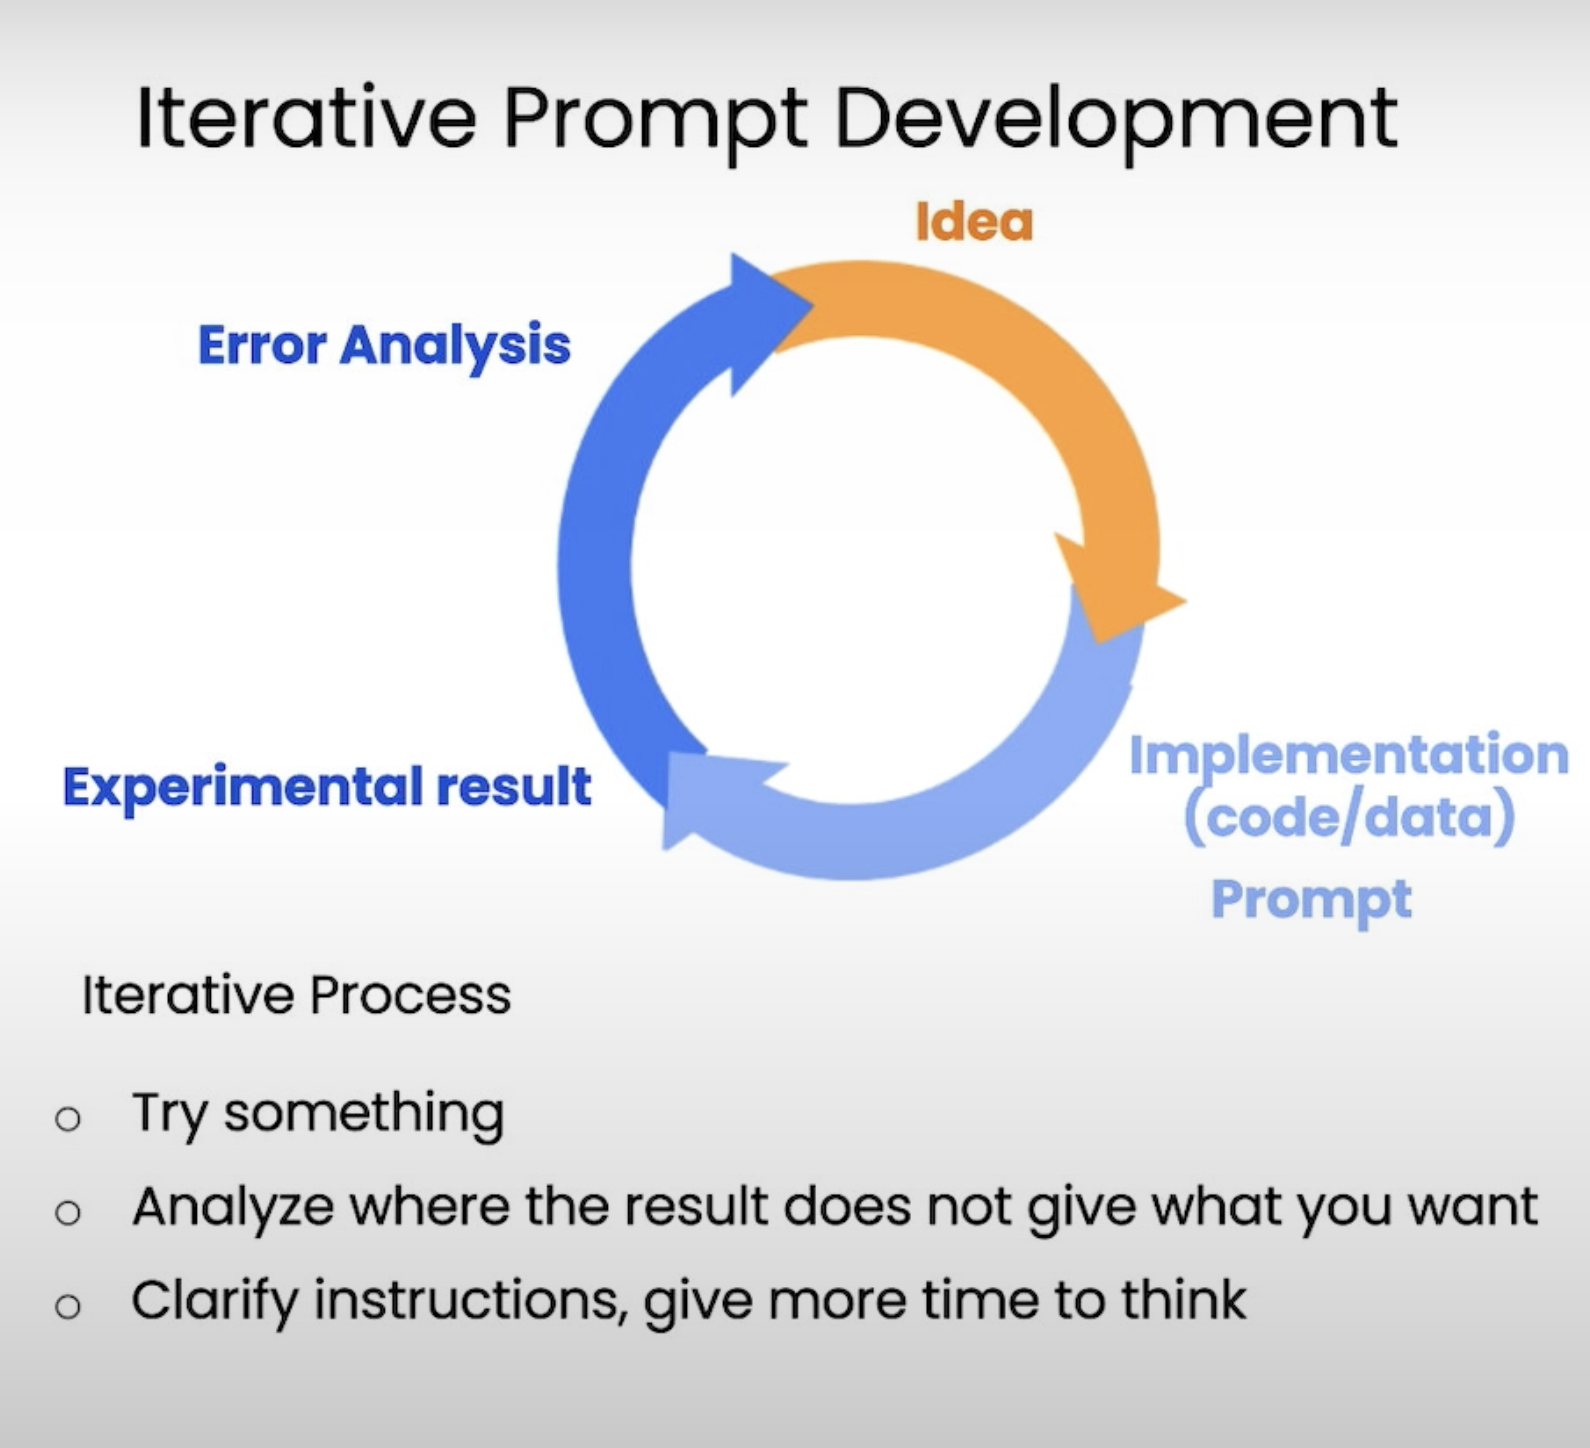 Iterative Prompt Development
Idea
Error Analysis
Experimental result
Implementation
(code/data)
Prompt
Iterative Process
Try something
Analyze where the result does not give what you want
Clarify instructions, give more time to think